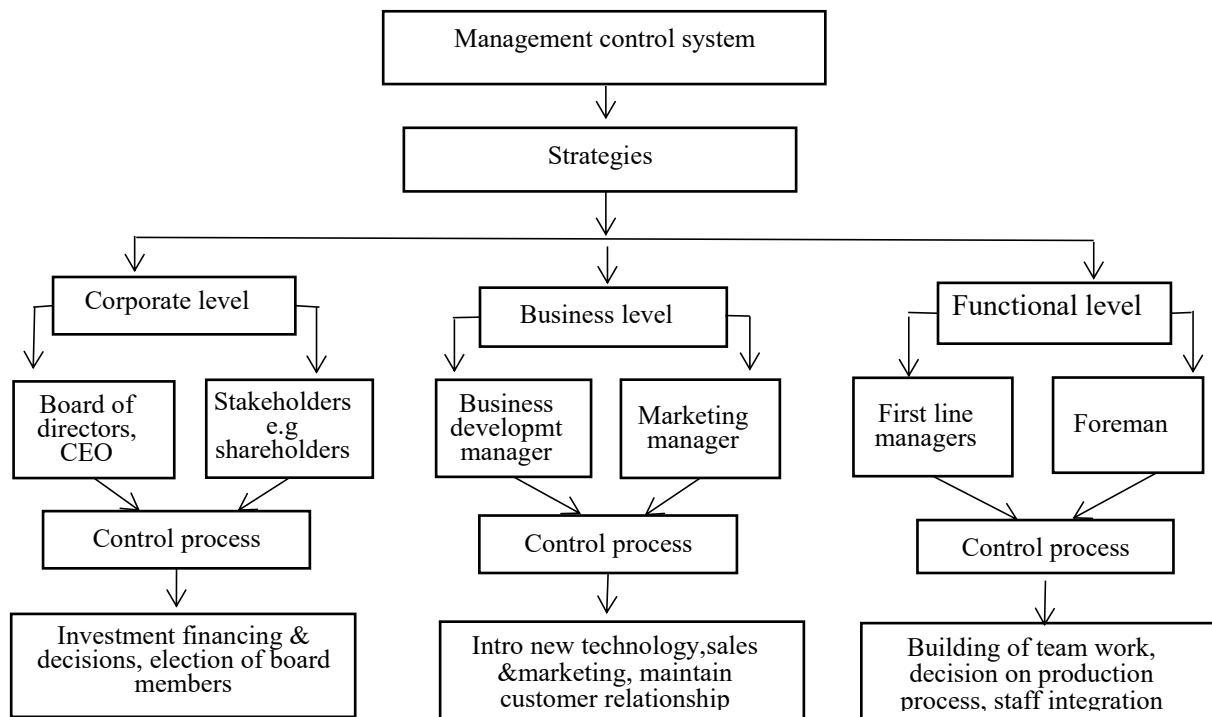 Management control system
Strategies
Corporate level
Business level
Functional level
Board of
directors,
CEO
Stakeholders
e.g
shareholders
Business
developmt
manager
Marketing
manager
First line
managers
Foreman
Control process
Control process
Control process
Investment financing &
decisions, election of board
members
Intro new technology,sales
&marketing, maintain
customer relationship
Building of team work,
decision on production
process, staff integration